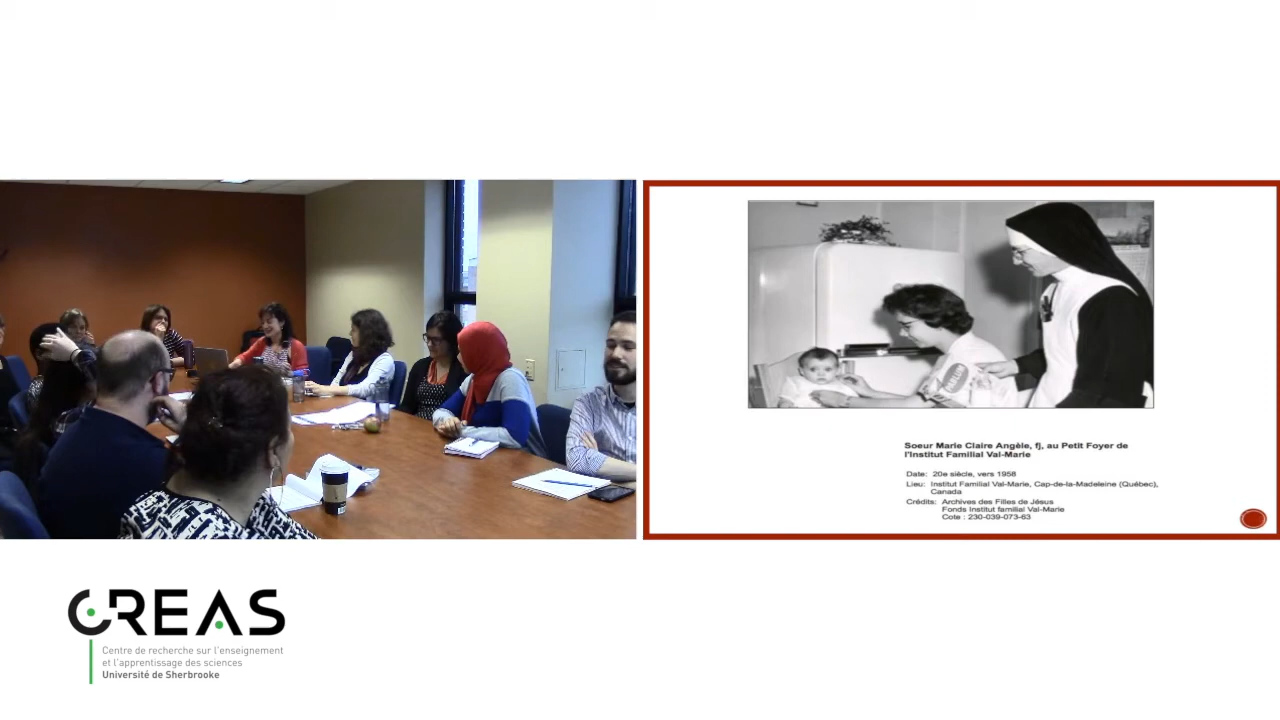 PABLUM
Soeur Marie Claire Angèle, fj, au Petit Foyer de
l'Institut Familial Val-Marie
Date: 20e siècle, vers 1958
Lieu: Institut Familial Val-Marie, Cap-de-la-Madeleine (Québec),
Canada
Crédits: Archives des Filles de Jésus
Fonds Institut familial Val-Marie
Cote : 230-039-073-63
CREAS
Centre de recherche sur l'enseignement
et l'apprentissage des sciences
Université de Sherbrooke